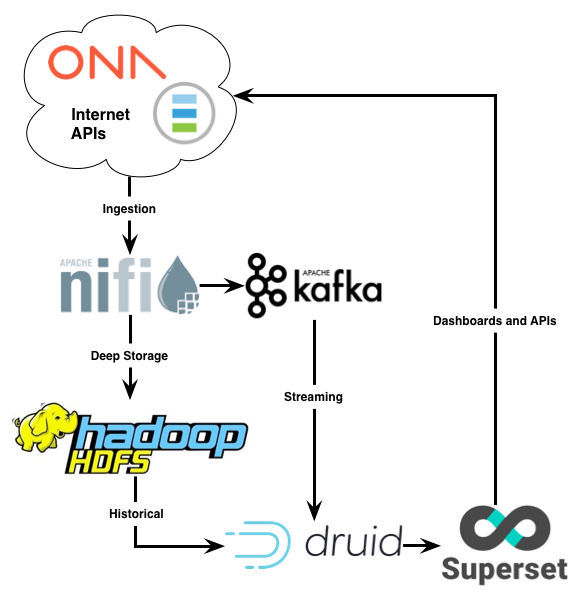 ONA
Internet
APIs
Ingestion
APACHE
nifi
APACHE
kafka
Dashboards and APIs
Deep Storage
Streaming
hadoop
HDFS
Historical
druid
Superset